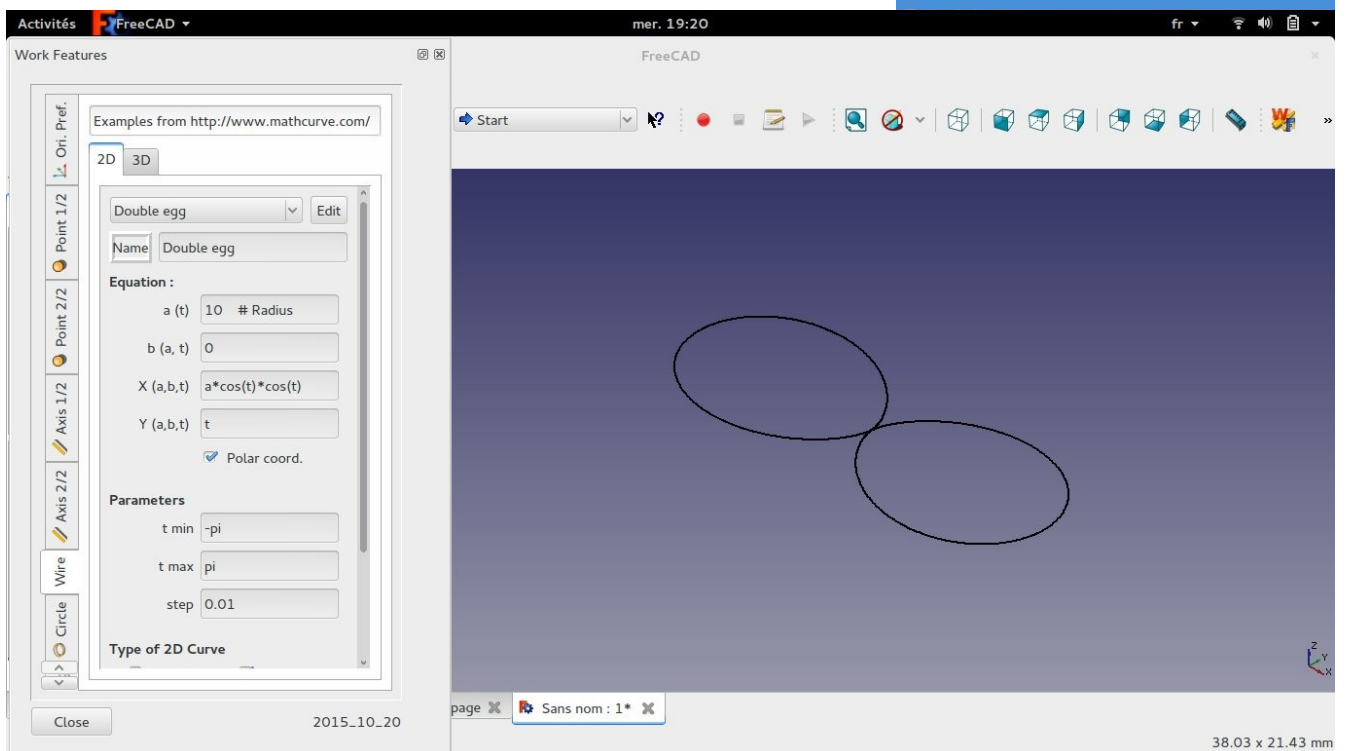 Activités FreeCAD mer. 19:20 fr
Work Features
FreeCAD
Ori. Pref.
Point 1/2
Point 2/2
Axis 1/2
Axis 2/2
Wire
Circle
Examples from http://www.mathcurve.com/
2D 3D
Double egg Edit
Name Double egg
Equation :
a (t) 10 # Radius
b (a, t) 0
X (a,b,t) a*cos(t)*cos(t)
Y (a,b,t) t
Polar coord.
Parameters
t min -pi
t max pi
step 0.01
Type of 2D Curve
Close 2015_10_20
Start
»
Z
Y
X
page Sans nom : 1*
38.03 x 21.43 mm